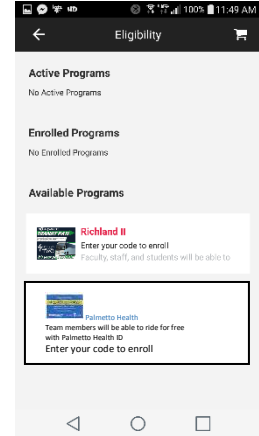 100% 11:49 AM
Eligibility
Active Programs
No Active Programs
Enrolled Programs
No Enrolled Programs
Available Programs
Richland II
Enter your code to enroll
Faculty, staff, and students will be able to
Palmetto Health
Team members will be able to ride for free
with Palmetto Health ID
Enter your code to enroll